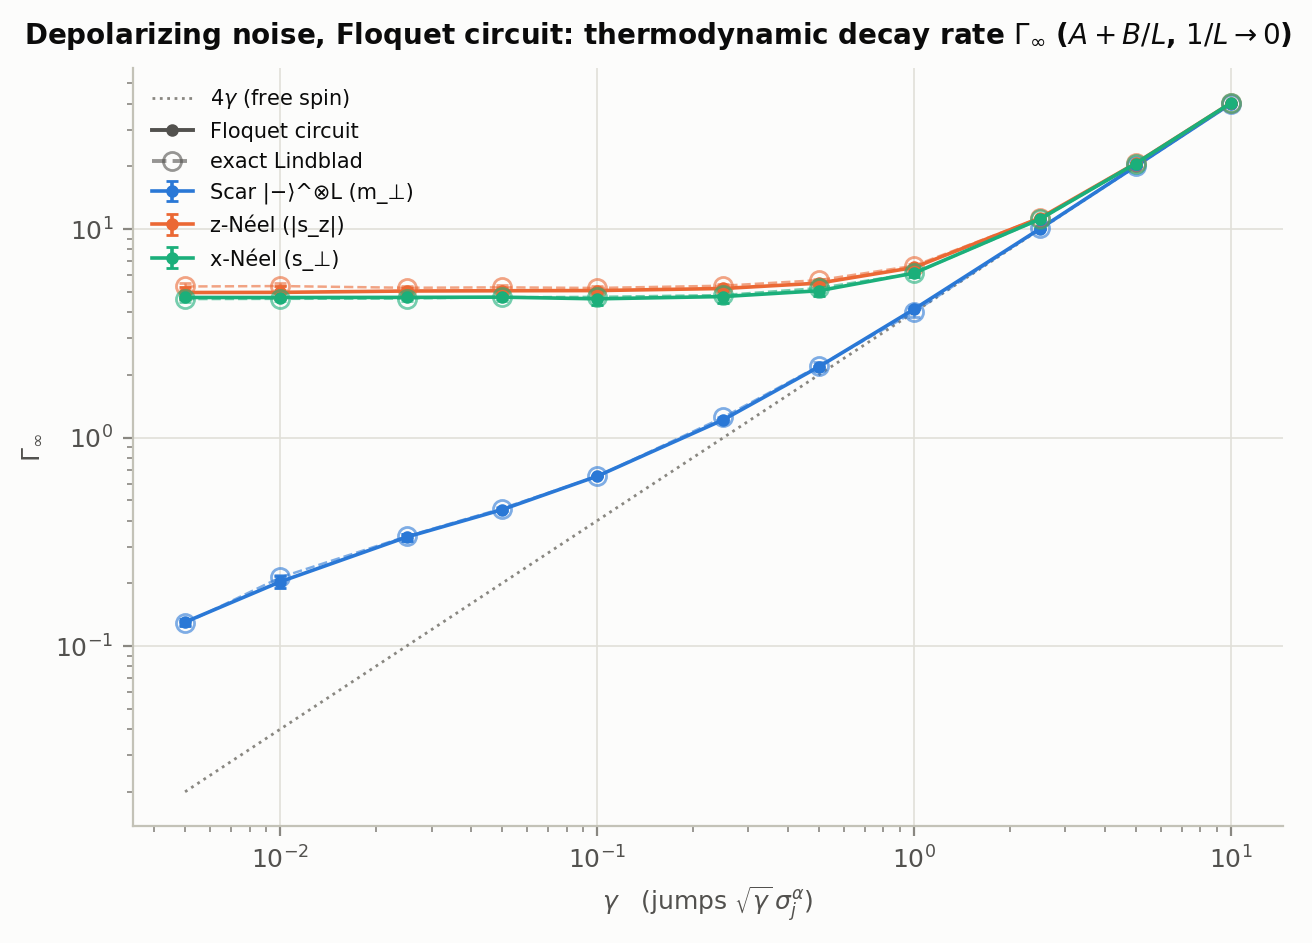 Depolarizing noise, Floquet circuit: thermodynamic decay rate Γ∞ (A + B/L, 1/L → 0)
4γ (free spin)
Floquet circuit
exact Lindblad
Scar |−⟩^⊗L (m_⊥)
z-Néel (|s_z|)
x-Néel (s_⊥)
Γ∞
10¹
10⁰
10⁻¹
10⁻² 10⁻¹ 10⁰ 10¹
γ (jumps √γ σⱼᵅ)